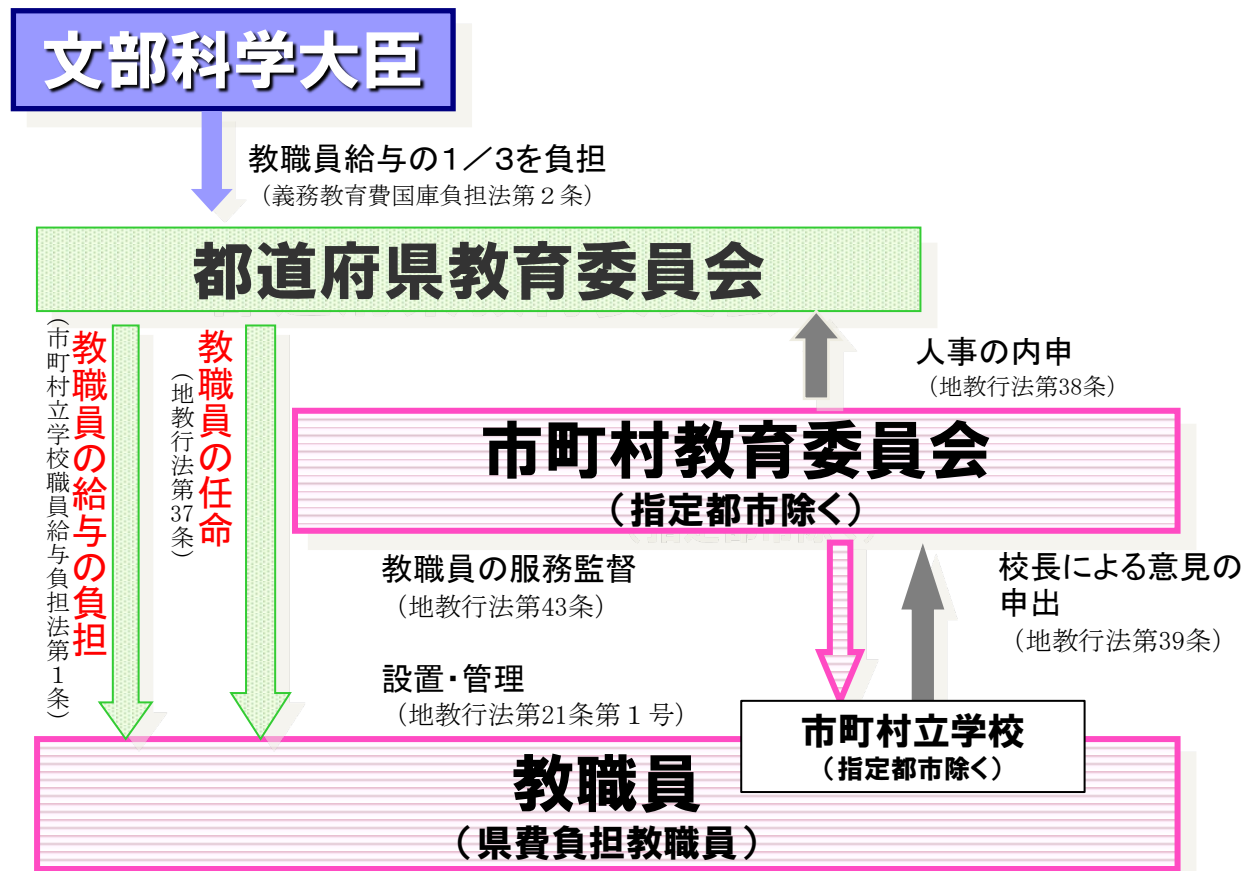 文部科学大臣
教職員給与の1／3を負担
（義務教育費国庫負担法第２条）
都道府県教育委員会
教職員の給与の負担
（市町村立学校職員給与負担法第１条）
教職員の任命
（地教行法第37条）
人事の内申
（地教行法第38条）
市町村教育委員会
（指定都市除く）
教職員の服務監督
（地教行法第43条）
設置・管理
（地教行法第21条第１号）
校長による意見の
申出
（地教行法第39条）
市町村立学校
（指定都市除く）
教職員
（県費負担教職員）